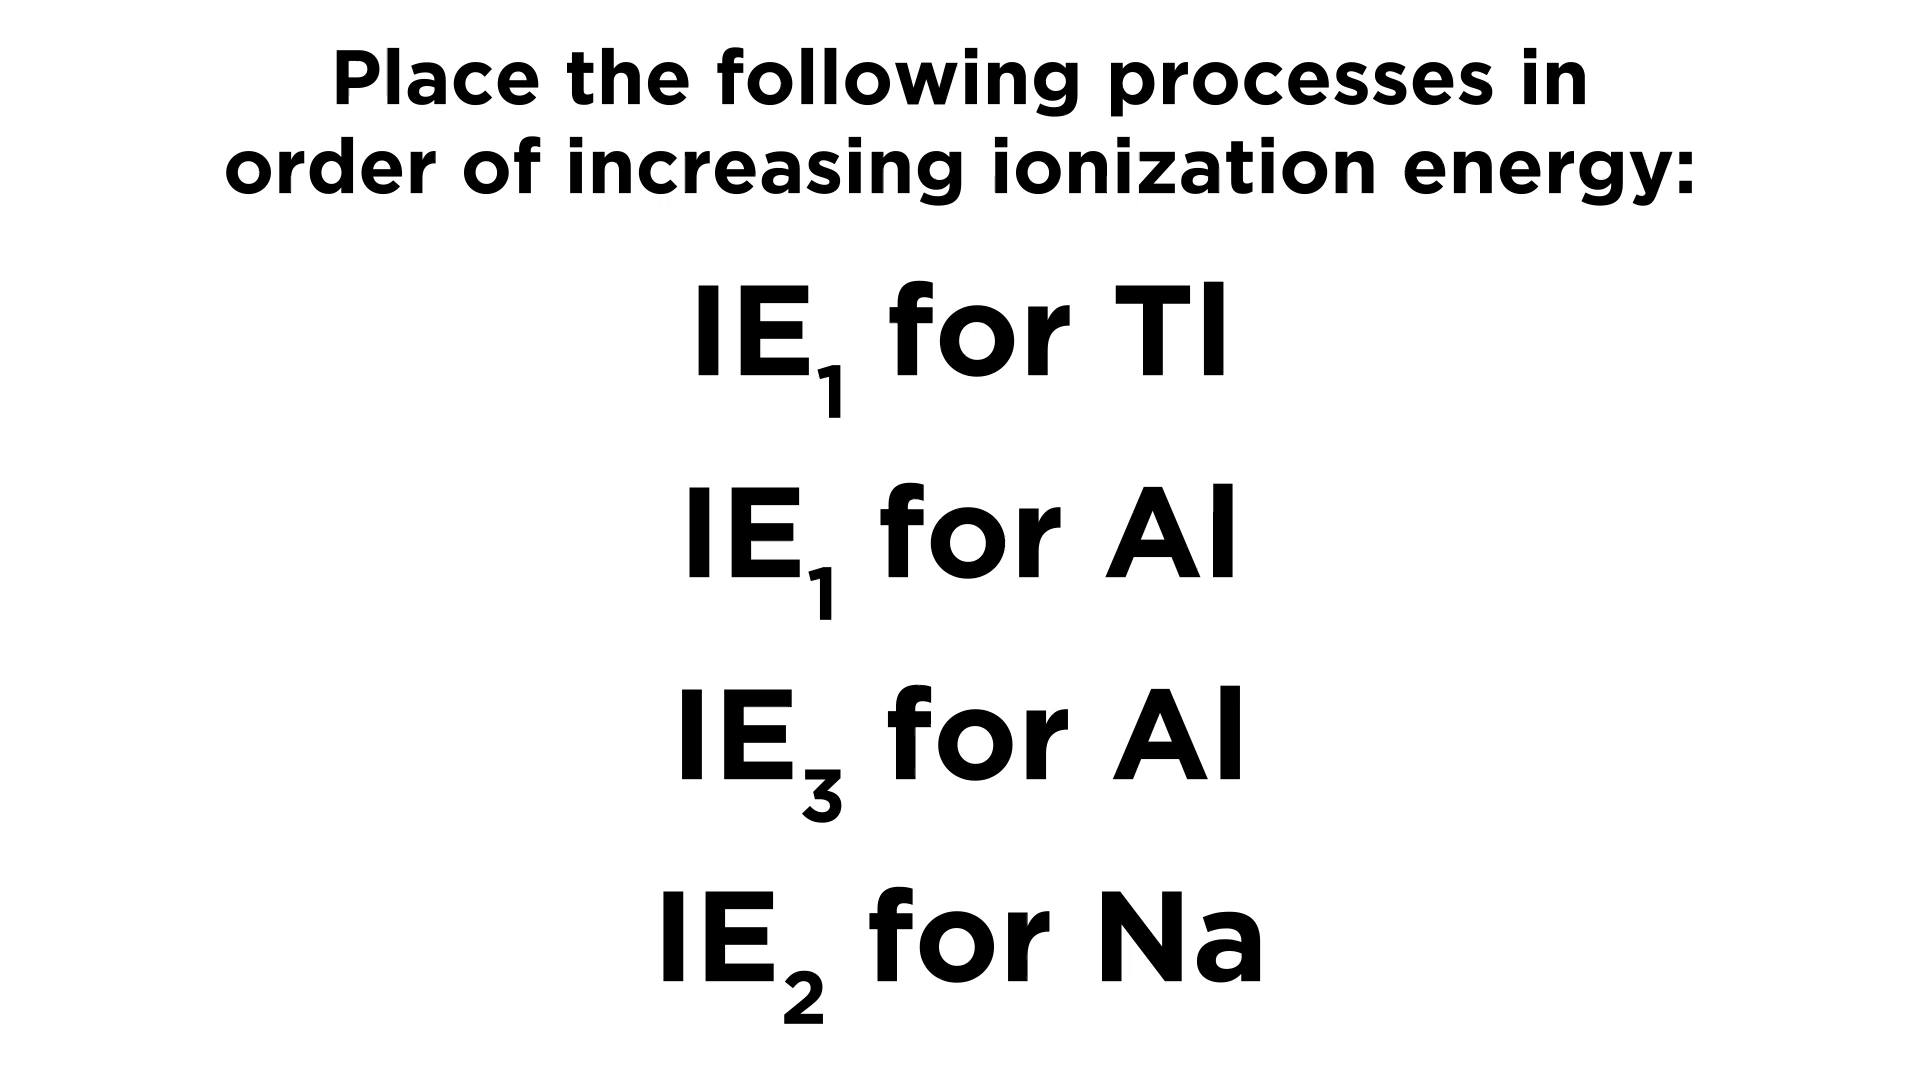 Place the following processes in
order of increasing ionization energy:
IE₁ for Tl
IE₁ for Al
IE₃ for Al
IE₂ for Na